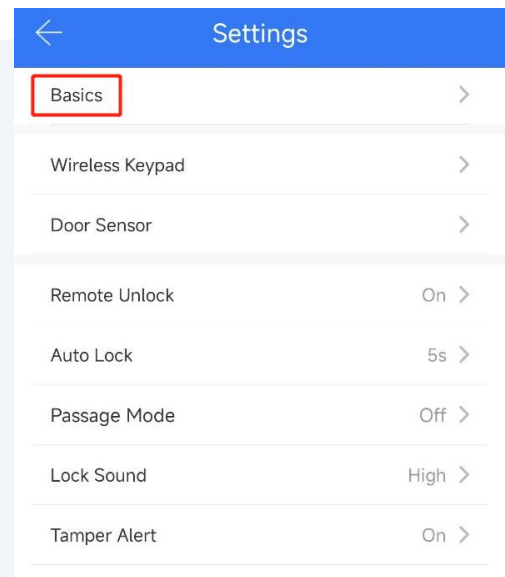 Settings
Basics
Wireless Keypad
Door Sensor
Remote Unlock On
Auto Lock 5s
Passage Mode Off
Lock Sound High
Tamper Alert On